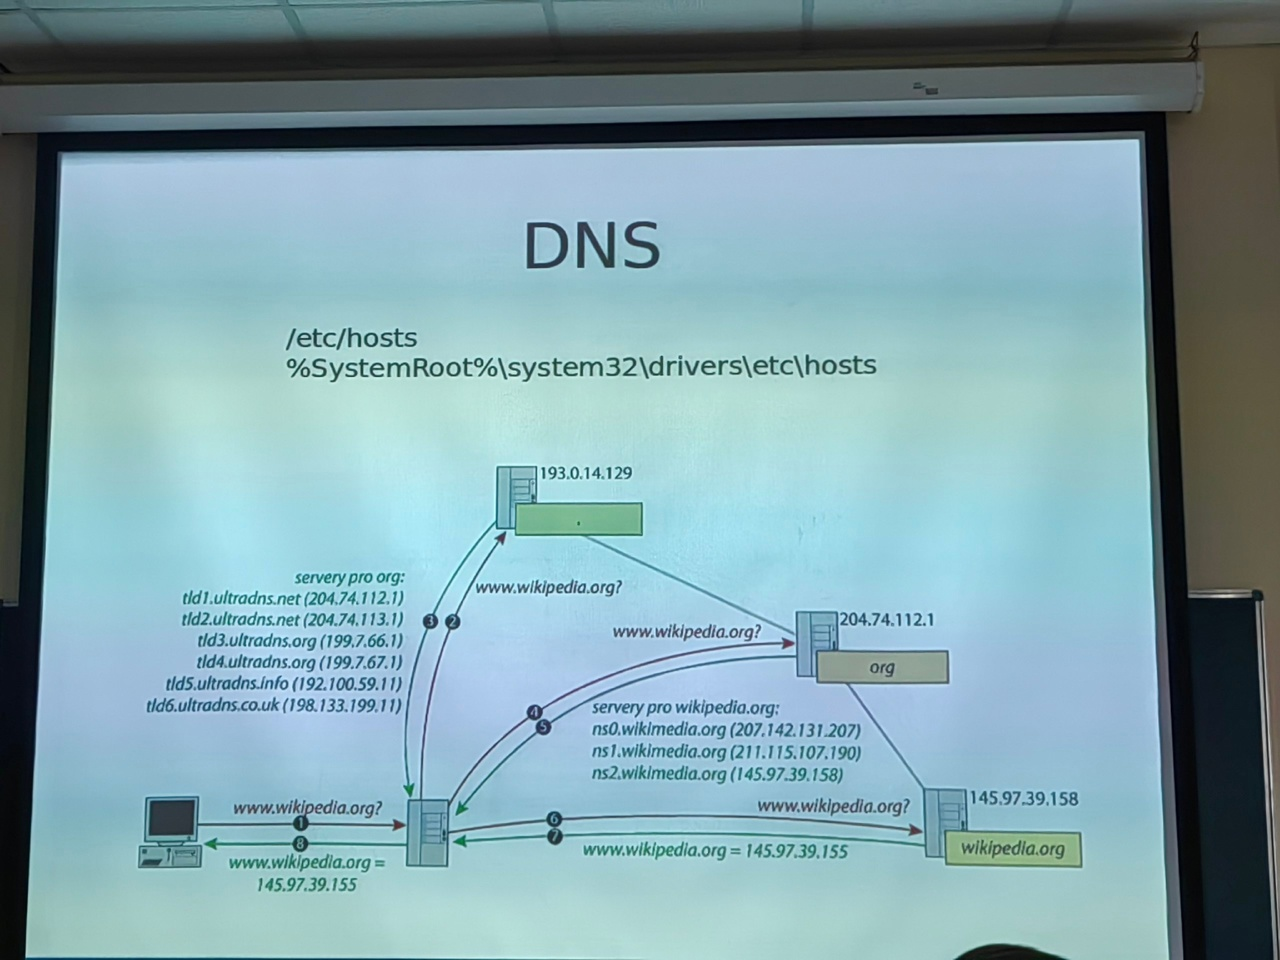 DNS
/etc/hosts
%SystemRoot%\system32\drivers\etc\hosts
193.0.14.129
.
servery pro org:
tld1.ultradns.net (204.74.112.1)
tld2.ultradns.net (204.74.113.1)
tld3.ultradns.org (199.7.66.1)
tld4.ultradns.org (199.7.67.1)
tld5.ultradns.info (192.100.59.11)
tld6.ultradns.co.uk (198.133.199.11)
3
2
www.wikipedia.org?
www.wikipedia.org?
204.74.112.1
org
4
5
servery pro wikipedia.org:
ns0.wikimedia.org (207.142.131.207)
ns1.wikimedia.org (211.115.107.190)
ns2.wikimedia.org (145.97.39.158)
www.wikipedia.org?
1
8
www.wikipedia.org =
145.97.39.155
www.wikipedia.org?
6
7
www.wikipedia.org = 145.97.39.155
145.97.39.158
wikipedia.org